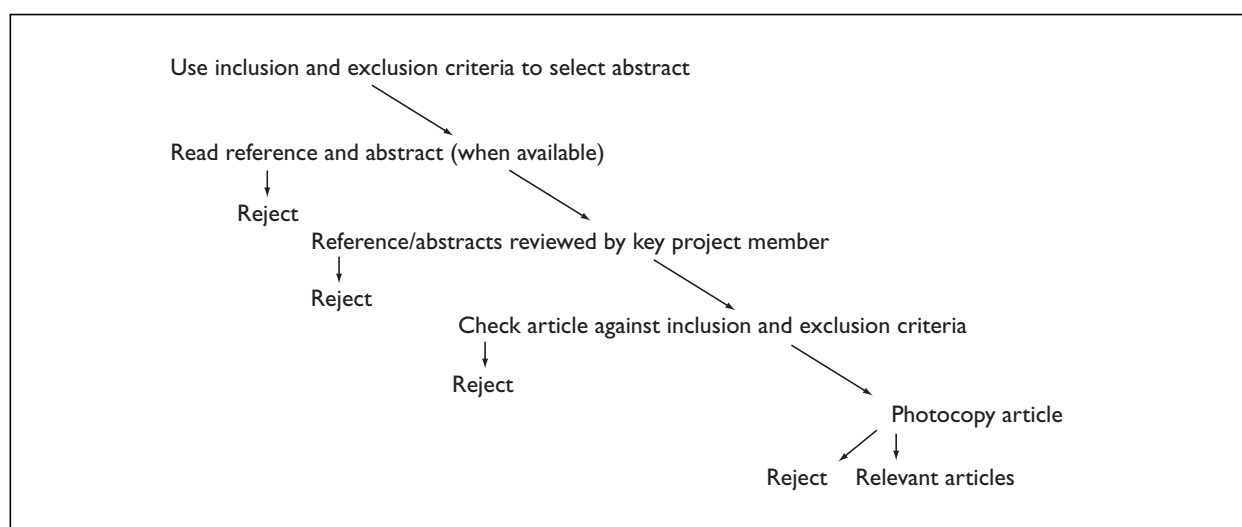 Use inclusion and exclusion criteria to select abstract
Read reference and abstract (when available)
Reject
Reference/abstracts reviewed by key project member
Reject
Check article against inclusion and exclusion criteria
Reject
Photocopy article
Reject Relevant articles